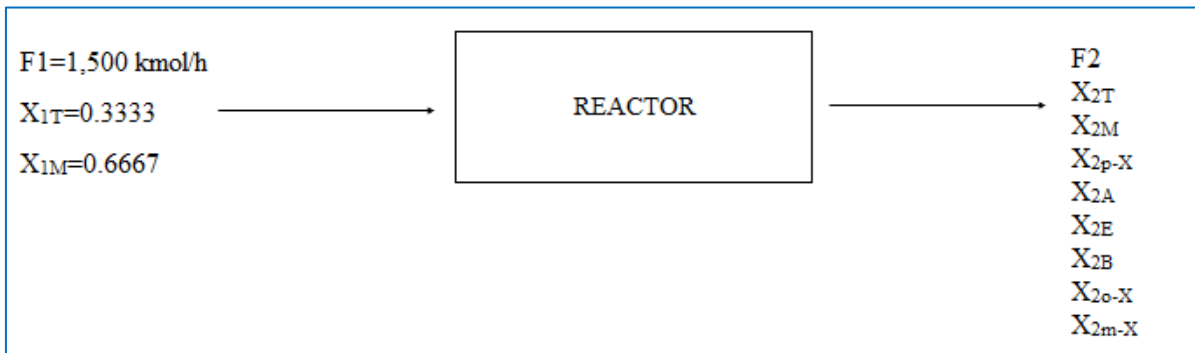 F1=1,500 kmol/h
X1T=0.3333
X1M=0.6667
REACTOR
F2
X2T
X2M
X2p-X
X2A
X2E
X2B
X2o-X
X2m-X